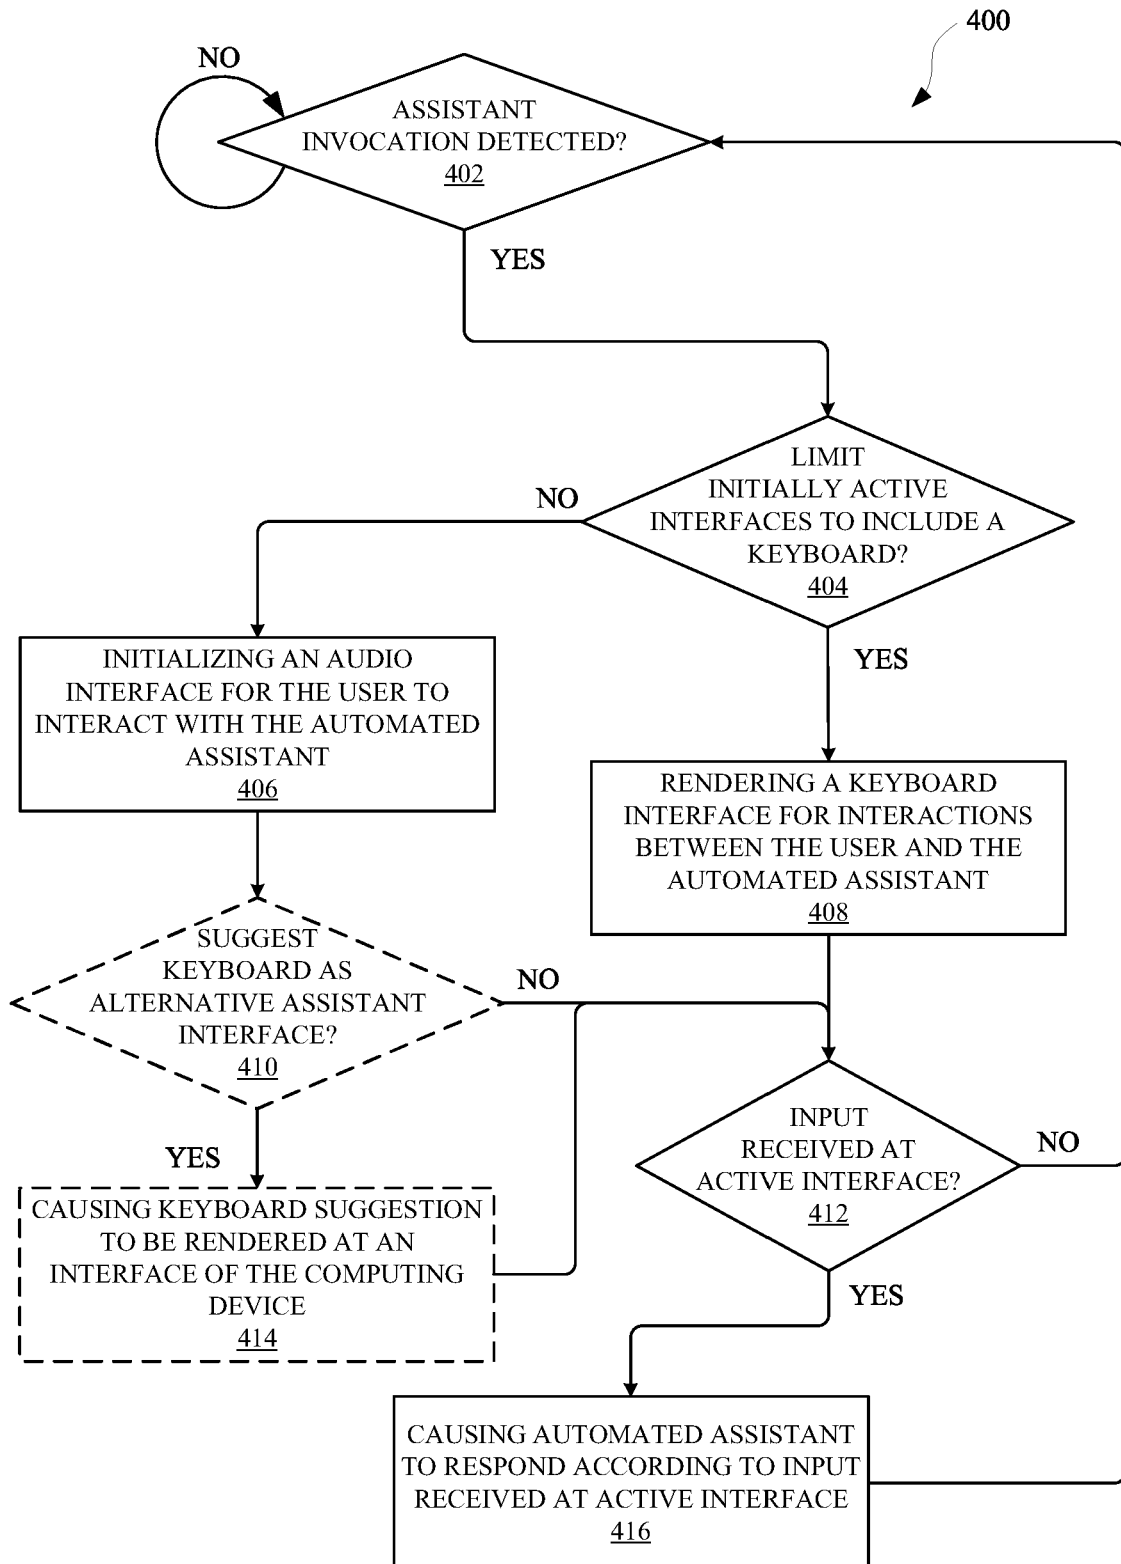 400
NO
ASSISTANT
INVOCATION DETECTED?
402
YES
LIMIT
INITIALLY ACTIVE
INTERFACES TO INCLUDE A
KEYBOARD?
404
NO
YES
INITIALIZING AN AUDIO
INTERFACE FOR THE USER TO
INTERACT WITH THE AUTOMATED
ASSISTANT
406
RENDERING A KEYBOARD
INTERFACE FOR INTERACTIONS
BETWEEN THE USER AND THE
AUTOMATED ASSISTANT
408
SUGGEST
KEYBOARD AS
ALTERNATIVE ASSISTANT
INTERFACE?
410
NO
YES
INPUT
RECEIVED AT
ACTIVE INTERFACE?
412
NO
YES
CAUSING KEYBOARD SUGGESTION
TO BE RENDERED AT AN
INTERFACE OF THE COMPUTING
DEVICE
414
CAUSING AUTOMATED ASSISTANT
TO RESPOND ACCORDING TO INPUT
RECEIVED AT ACTIVE INTERFACE
416